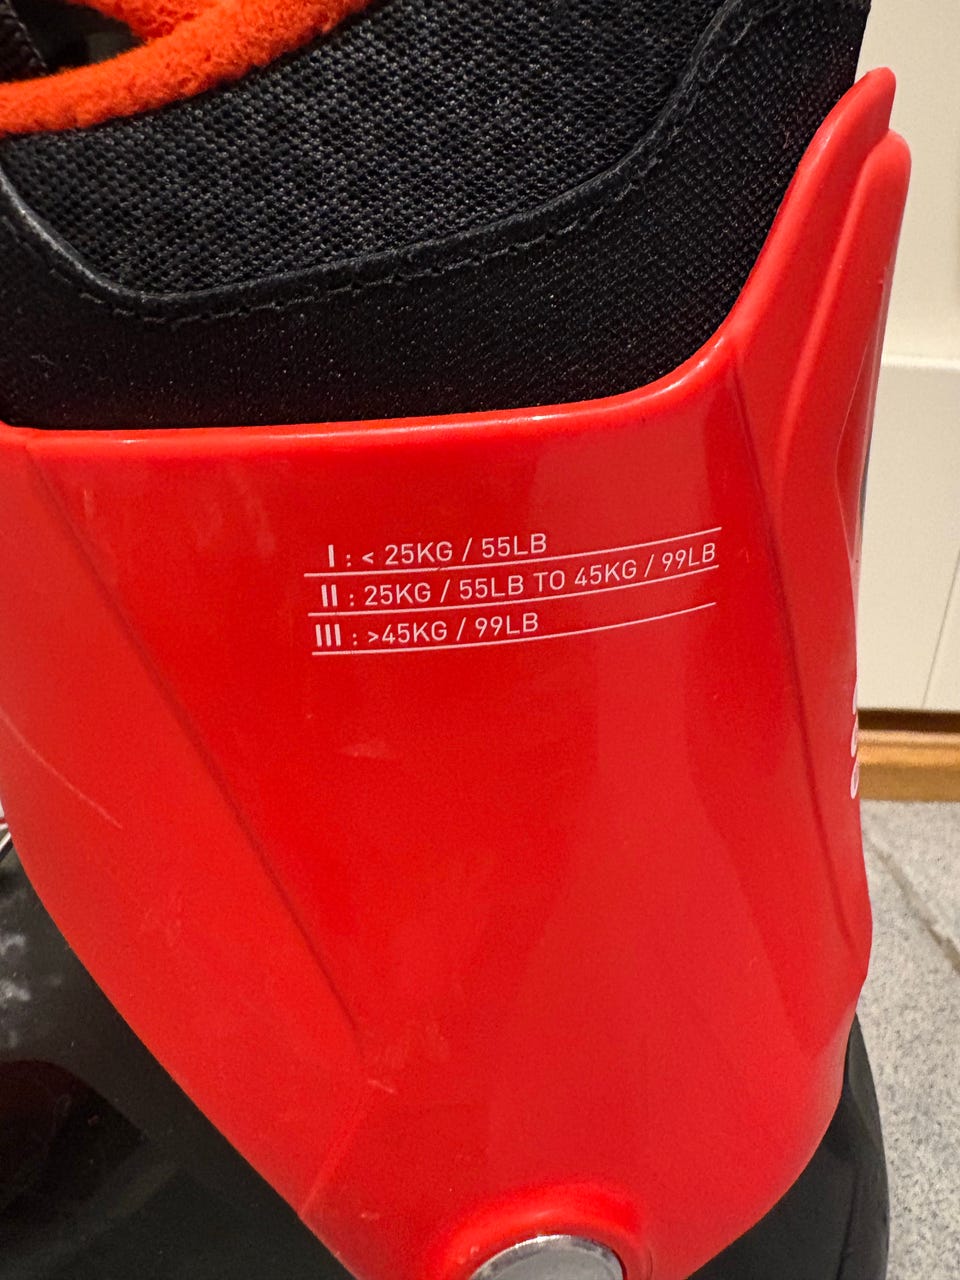 I : < 25KG / 55LB
II : 25KG / 55LB TO 45KG / 99LB
III : >45KG / 99LB